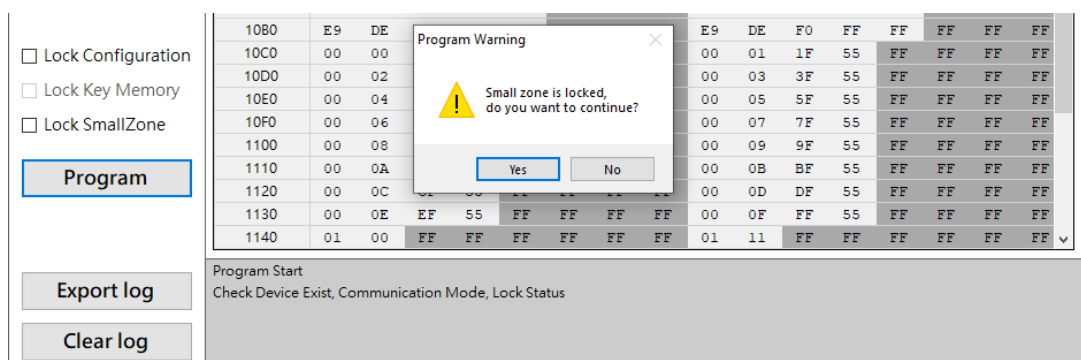 Lock Configuration
Lock Key Memory
Lock SmallZone
Program
Export log
Clear log
10B0 E9 DE E9 DE F0 FF FF FF FF FF
10C0 00 00 00 01 1F 55 FF FF FF FF
10D0 00 02 00 03 3F 55 FF FF FF FF
10E0 00 04 00 05 5F 55 FF FF FF FF
10F0 00 06 00 07 7F 55 FF FF FF FF
1100 00 08 00 09 9F 55 FF FF FF FF
1110 00 0A 00 0B BF 55 FF FF FF FF
1120 00 0C 00 0D DF 55 FF FF FF FF
1130 00 0E EF 55 FF FF FF FF 00 0F FF 55 FF FF FF FF
1140 01 00 FF FF FF FF FF FF 01 11 FF FF FF FF FF FF
Program Warning
Small zone is locked,
do you want to continue?
Yes No
Program Start
Check Device Exist, Communication Mode, Lock Status